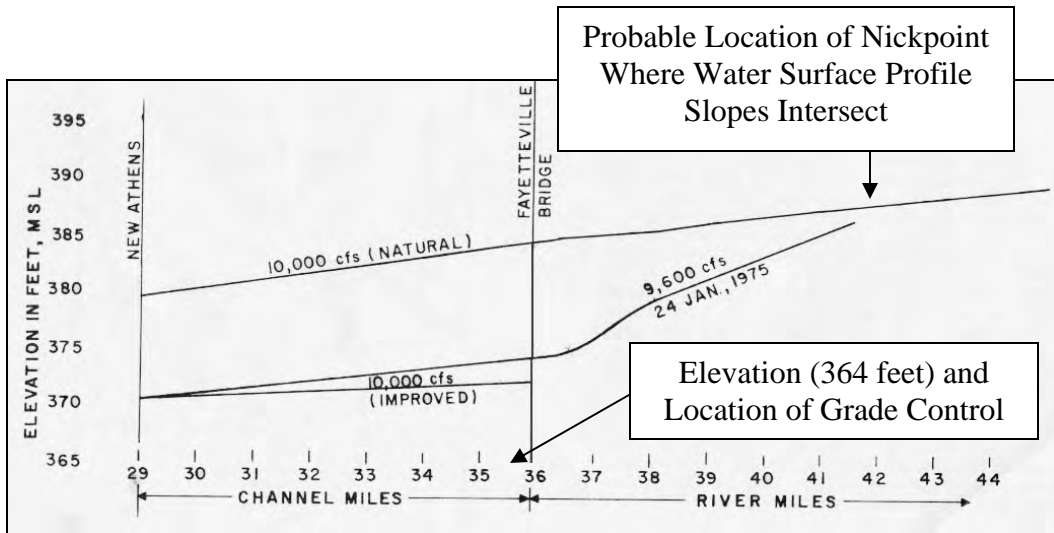 Probable Location of Nickpoint
Where Water Surface Profile
Slopes Intersect
ELEVATION IN FEET, MSL
395
390
385
380
375
370
365
NEW ATHENS
FAYETTEVILLE
BRIDGE
10,000 cfs (NATURAL)
9,600 cfs
24 JAN., 1975
10,000 cfs
(IMPROVED)
Elevation (364 feet) and
Location of Grade Control
29 30 31 32 33 34 35 36 37 38 39 40 41 42 43 44
CHANNEL MILES RIVER MILES